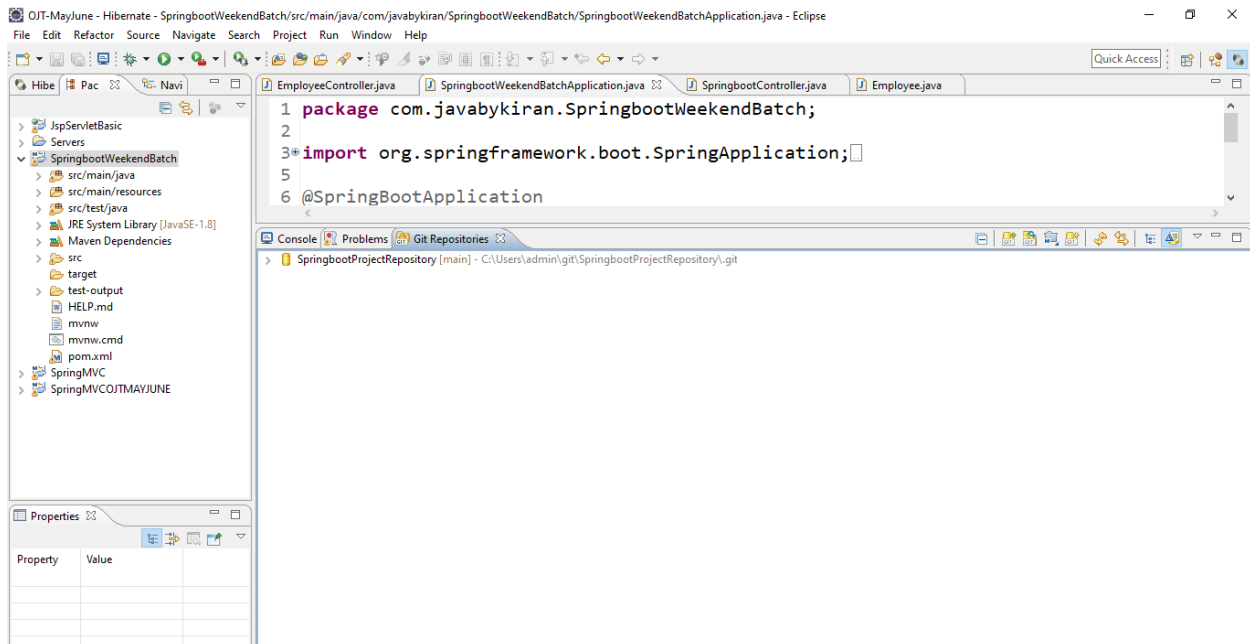 OJT-MayJune - Hibernate - SpringbootWeekendBatch/src/main/java/com/javabykiran/SpringbootWeekendBatch/SpringbootWeekendBatchApplication.java - Eclipse
File Edit Refactor Source Navigate Search Project Run Window Help
Quick Access
Hibe Pac Navi
JspServletBasic
Servers
SpringbootWeekendBatch
src/main/java
src/main/resources
src/test/java
JRE System Library [JavaSE-1.8]
Maven Dependencies
src
target
test-output
HELP.md
mvnw
mvnw.cmd
pom.xml
SpringMVC
SpringMVCOJTMAYJUNE
EmployeeController.java SpringbootWeekendBatchApplication.java SpringbootController.java Employee.java
1 package com.javabykiran.SpringbootWeekendBatch;
2
3 import org.springframework.boot.SpringApplication;
5
6 @SpringBootApplication
Console Problems Git Repositories
SpringbootProjectRepository [main] - C:\Users\admin\git\SpringbootProjectRepository\.git
Properties
Property Value